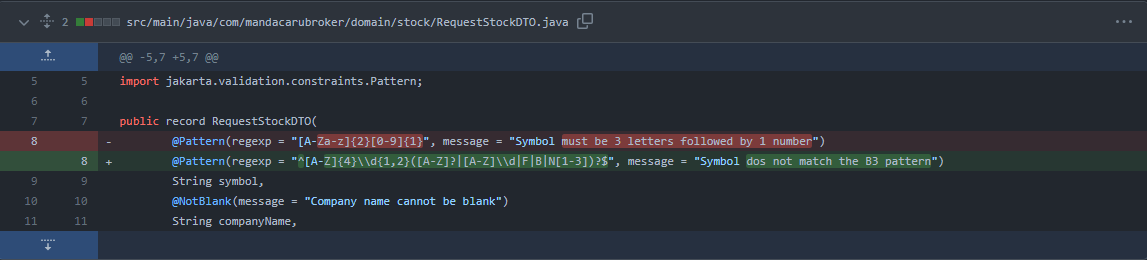 2 src/main/java/com/mandacarubroker/domain/stock/RequestStockDTO.java
@@ -5,7 +5,7 @@
5 5 import jakarta.validation.constraints.Pattern;
6 6
7 7 public record RequestStockDTO(
8 - @Pattern(regexp = "[A-Za-z]{2}[0-9]{1}", message = "Symbol must be 3 letters followed by 1 number")
8 + @Pattern(regexp = "^[A-Z]{4}\\d{1,2}([A-Z]?|[A-Z]\\d|F|B|N[1-3])?$", message = "Symbol dos not match the B3 pattern")
9 9 String symbol,
10 10 @NotBlank(message = "Company name cannot be blank")
11 11 String companyName,